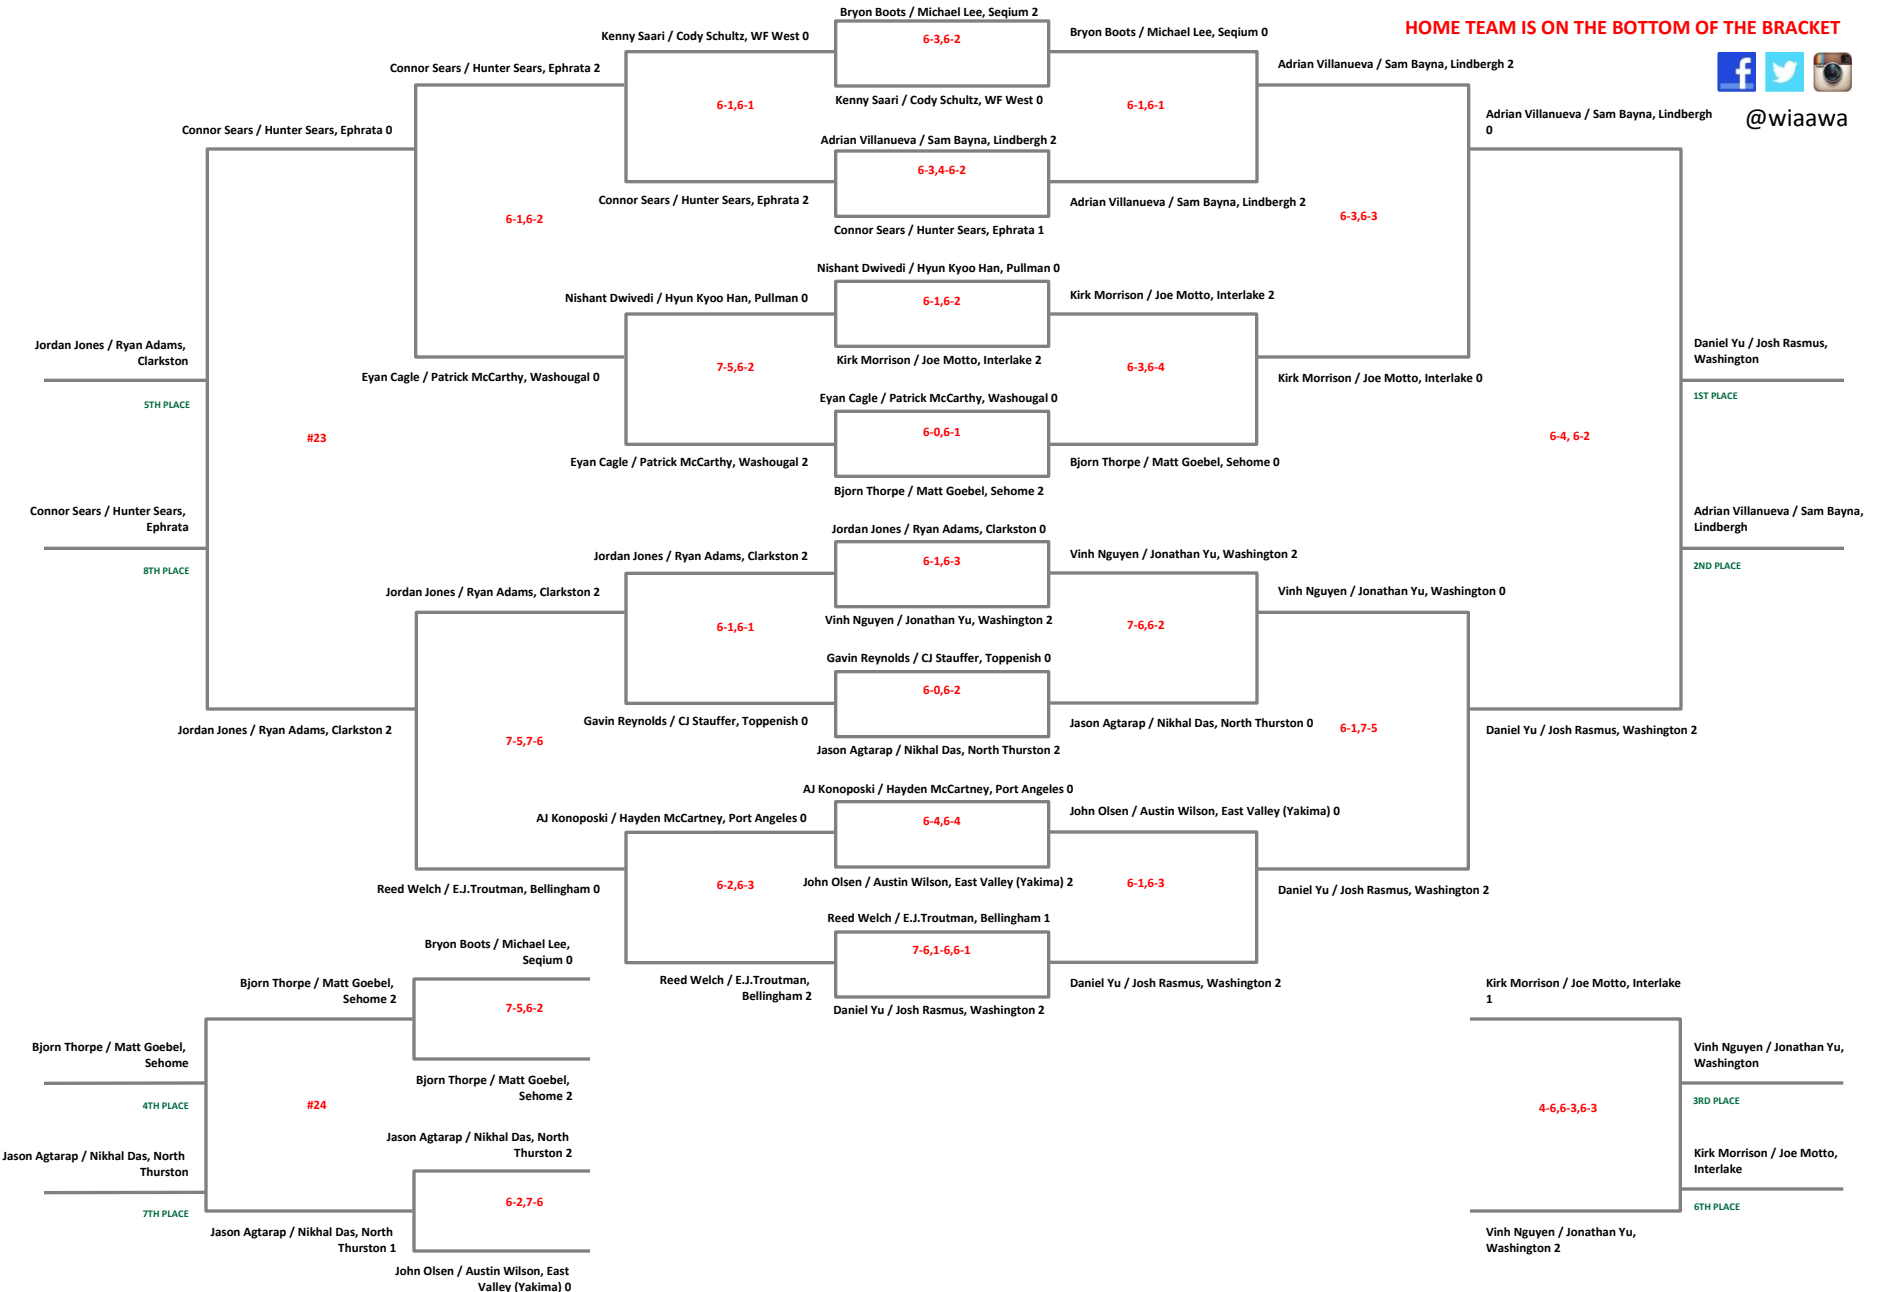 HOME TEAM IS ON THE BOTTOM OF THE BRACKET
@wiaawa
Jordan Jones / Ryan Adams,
Clarkston
5TH PLACE
Connor Sears / Hunter Sears,
Ephrata
8TH PLACE
Connor Sears / Hunter Sears, Ephrata 0
#23
Jordan Jones / Ryan Adams, Clarkston 2
Connor Sears / Hunter Sears, Ephrata 2
6-1,6-2
Eyan Cagle / Patrick McCarthy, Washougal 0
Jordan Jones / Ryan Adams, Clarkston 2
7-5,7-6
Reed Welch / E.J.Troutman, Bellingham 0
Kenny Saari / Cody Schultz, WF West 0
6-1,6-1
Connor Sears / Hunter Sears, Ephrata 2
Nishant Dwivedi / Hyun Kyoo Han, Pullman 0
7-5,6-2
Eyan Cagle / Patrick McCarthy, Washougal 2
Jordan Jones / Ryan Adams, Clarkston 2
6-1,6-1
Gavin Reynolds / CJ Stauffer, Toppenish 0
AJ Konoposki / Hayden McCartney, Port Angeles 0
6-2,6-3
Reed Welch / E.J.Troutman,
Bellingham 2
Bryon Boots / Michael Lee, Seqium 2
6-3,6-2
Kenny Saari / Cody Schultz, WF West 0
Adrian Villanueva / Sam Bayna, Lindbergh 2
6-3,4-6-2
Connor Sears / Hunter Sears, Ephrata 1
Nishant Dwivedi / Hyun Kyoo Han, Pullman 0
6-1,6-2
Kirk Morrison / Joe Motto, Interlake 2
Eyan Cagle / Patrick McCarthy, Washougal 0
6-0,6-1
Bjorn Thorpe / Matt Goebel, Sehome 2
Jordan Jones / Ryan Adams, Clarkston 0
6-1,6-3
Vinh Nguyen / Jonathan Yu, Washington 2
Gavin Reynolds / CJ Stauffer, Toppenish 0
6-0,6-2
Jason Agtarap / Nikhal Das, North Thurston 2
AJ Konoposki / Hayden McCartney, Port Angeles 0
6-4,6-4
John Olsen / Austin Wilson, East Valley (Yakima) 2
Reed Welch / E.J.Troutman, Bellingham 1
7-6,1-6,6-1
Daniel Yu / Josh Rasmus, Washington 2
Bryon Boots / Michael Lee, Seqium 0
6-1,6-1
Adrian Villanueva / Sam Bayna, Lindbergh 2
Kirk Morrison / Joe Motto, Interlake 2
6-3,6-4
Bjorn Thorpe / Matt Goebel, Sehome 0
Vinh Nguyen / Jonathan Yu, Washington 2
7-6,6-2
Jason Agtarap / Nikhal Das, North Thurston 0
John Olsen / Austin Wilson, East Valley (Yakima) 0
6-1,6-3
Daniel Yu / Josh Rasmus, Washington 2
Adrian Villanueva / Sam Bayna, Lindbergh 2
6-3,6-3
Kirk Morrison / Joe Motto, Interlake 0
Vinh Nguyen / Jonathan Yu, Washington 0
6-1,7-5
Daniel Yu / Josh Rasmus, Washington 2
Adrian Villanueva / Sam Bayna, Lindbergh
0
6-4, 6-2
Daniel Yu / Josh Rasmus, Washington 2
Daniel Yu / Josh Rasmus,
Washington
1ST PLACE
Adrian Villanueva / Sam Bayna,
Lindbergh
2ND PLACE
Bryon Boots / Michael Lee,
Seqium 0
7-5,6-2
Bjorn Thorpe / Matt Goebel,
Sehome 2
Jason Agtarap / Nikhal Das, North
Thurston 2
6-2,7-6
John Olsen / Austin Wilson, East
Valley (Yakima) 0
Bjorn Thorpe / Matt Goebel,
Sehome 2
#24
Jason Agtarap / Nikhal Das, North
Thurston 1
Bjorn Thorpe / Matt Goebel,
Sehome
4TH PLACE
Jason Agtarap / Nikhal Das, North
Thurston
7TH PLACE
Kirk Morrison / Joe Motto, Interlake
1
4-6,6-3,6-3
Vinh Nguyen / Jonathan Yu,
Washington 2
Vinh Nguyen / Jonathan Yu,
Washington
3RD PLACE
Kirk Morrison / Joe Motto,
Interlake
6TH PLACE